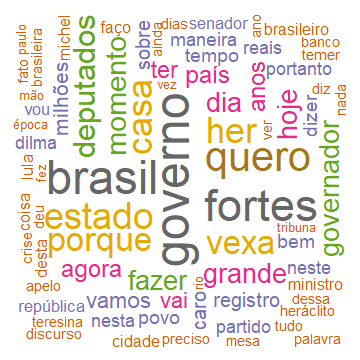 michel
faço
dias senador
ano
brasileiro
fato paulo
brasileira
milhões
deputados
momento
casa
sobre
ainda
maneira
tempo
reais
banco
temer
vez
ter
país
anos
portanto
mão
vou
época
dia
hoje
dizer
diz
nada
dilma
governo
her
ver
lula
fez
brasil
quero
governador
crise
coisa
deu
desta
estado
fortes
porque
vexa
tribuna
bem
agora
fazer
grande
neste
apelo
rio
ministro
república
vamos
vai
caro
registro
dessa
teresina
nesta
povo
partido
heráclito
tudo
discurso
cidade
preciso
mesa
palavra